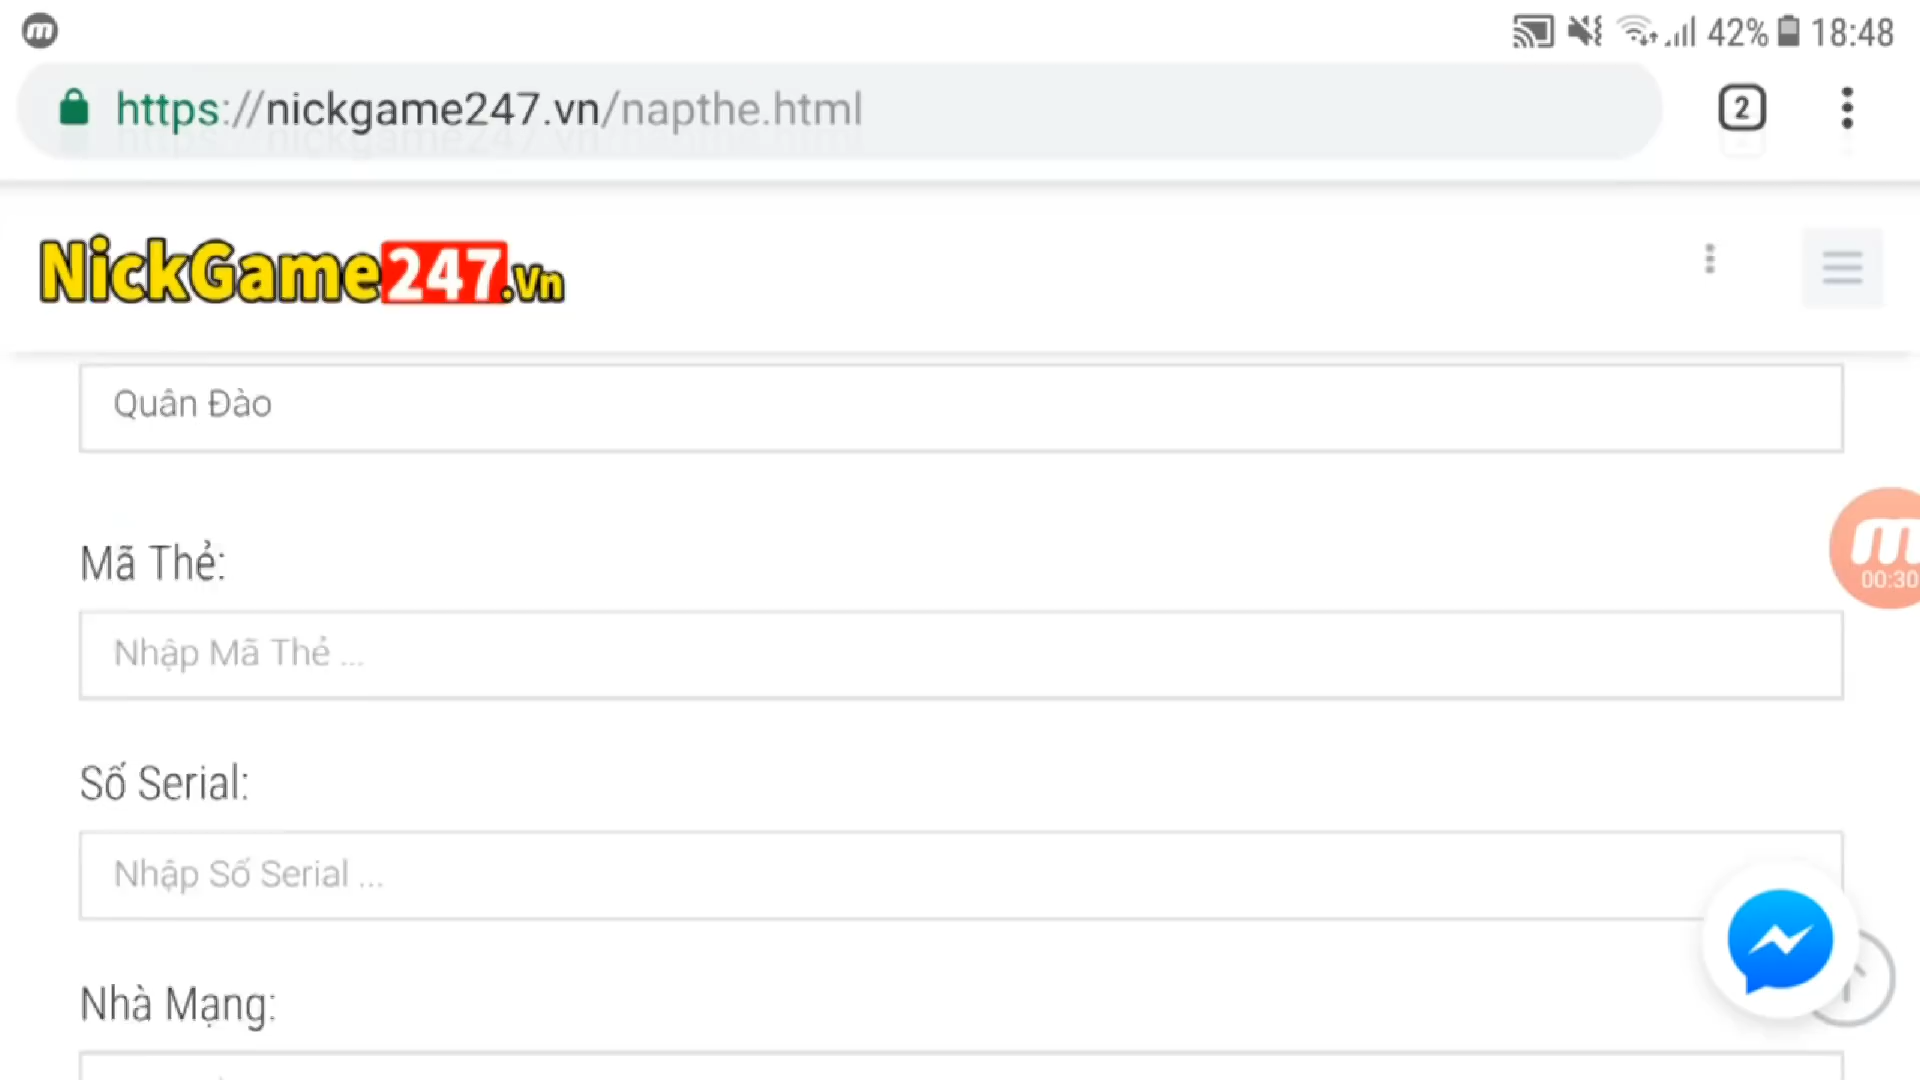 m
42% 18:48
https://nickgame247.vn/napthe.html
2
NickGame247.Vn
Quân Đào
Mã Thẻ:
Nhập Mã Thẻ ...
m
00:30
Số Serial:
Nhập Số Serial ...
Nhà Mạng: